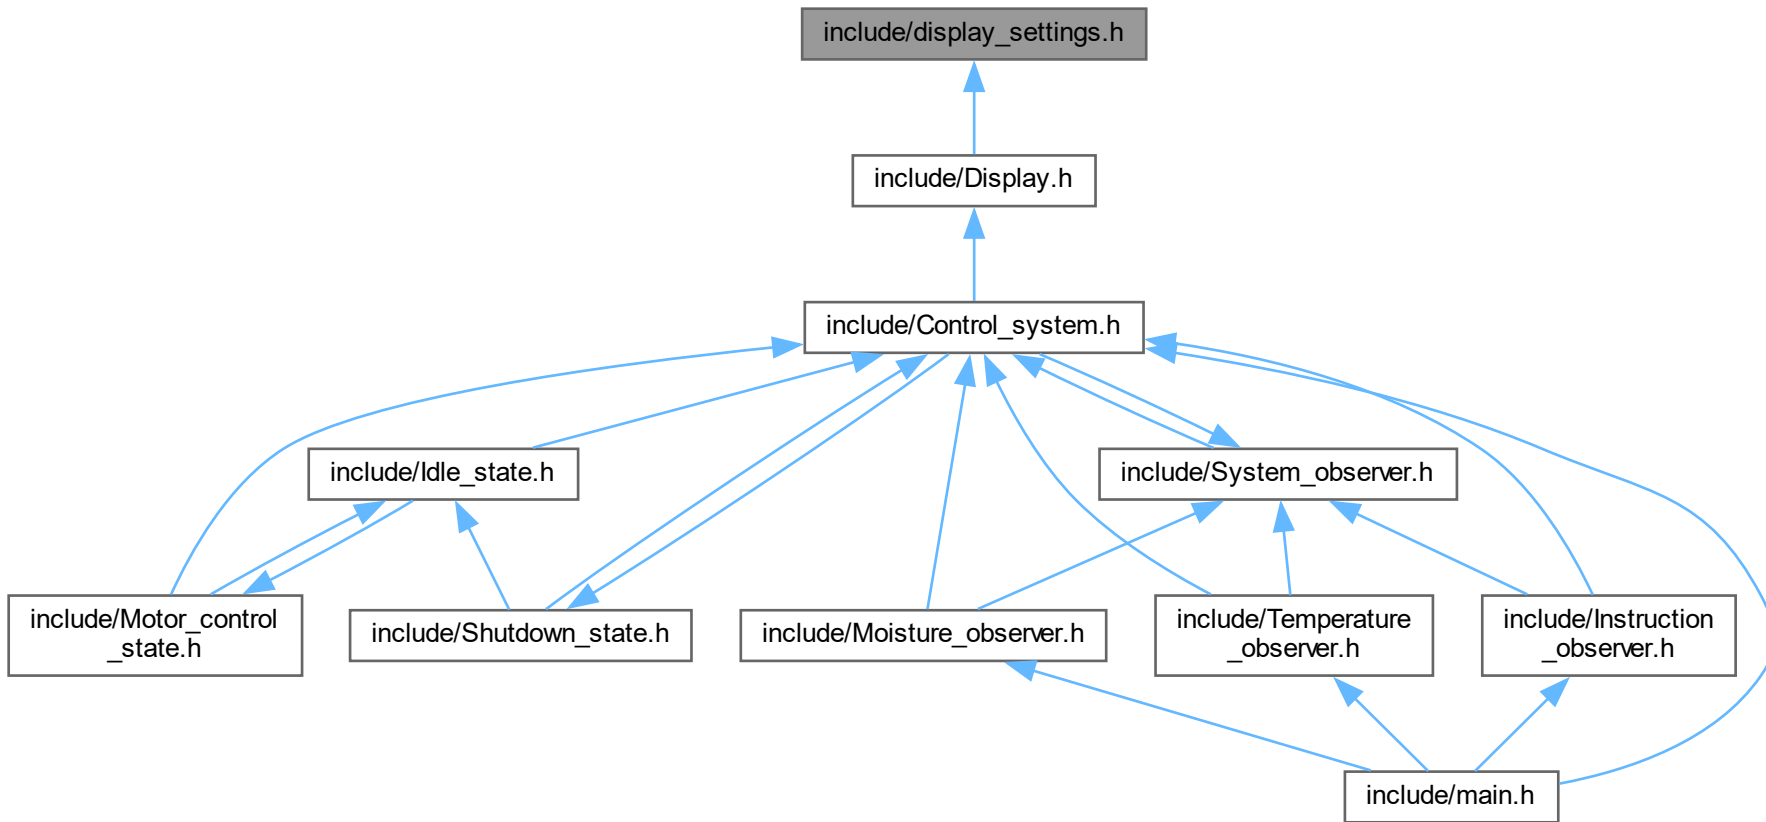 include/display_settings.h
include/Display.h
include/Control_system.h
include/Idle_state.h
include/System_observer.h
include/Motor_control
_state.h
include/Shutdown_state.h
include/Moisture_observer.h
include/Temperature
_observer.h
include/Instruction
_observer.h
include/main.h